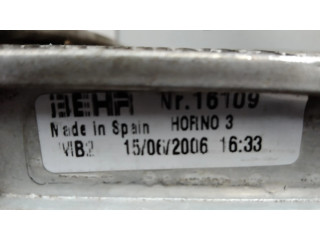 BEHR Nr.16109
Made in Spain HORNO 3
VIB2 15/06/2006 16:33